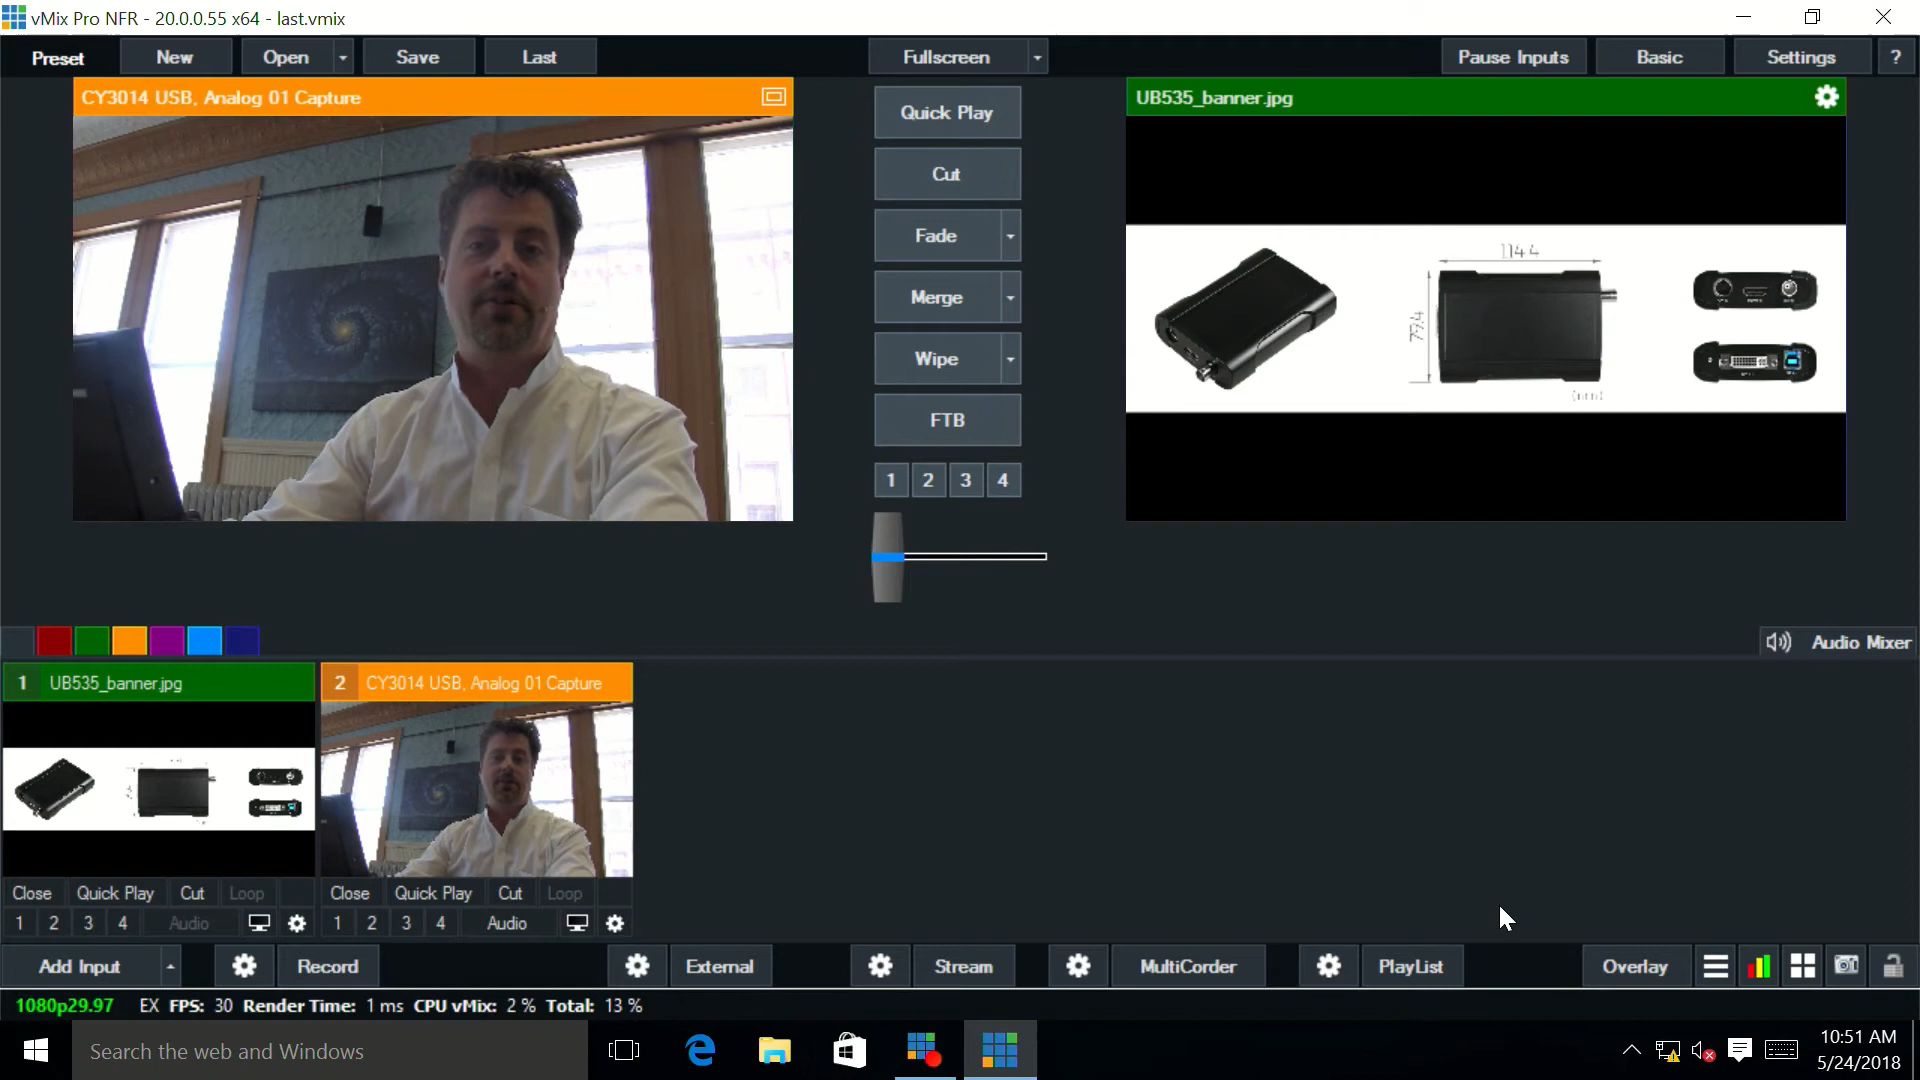 vMix Pro NFR - 20.0.0.55 x64 - last.vmix
Preset New Open Save Last Fullscreen Pause Inputs Basic Settings ?
CY3014 USB, Analog 01 Capture
Quick Play
Cut
Fade
Merge
Wipe
FTB
1 2 3 4
UB535_banner.jpg
114.4
79.4
(mm)
Audio Mixer
1 UB535_banner.jpg
2 CY3014 USB, Analog 01 Capture
Close Quick Play Cut Loop
1 2 3 4 Audio
Close Quick Play Cut Loop
1 2 3 4 Audio
Add Input Record External Stream MultiCorder PlayList Overlay
1080p29.97 EX FPS: 30 Render Time: 1 ms CPU vMix: 2 % Total: 13 %
Search the web and Windows
10:51 AM
5/24/2018